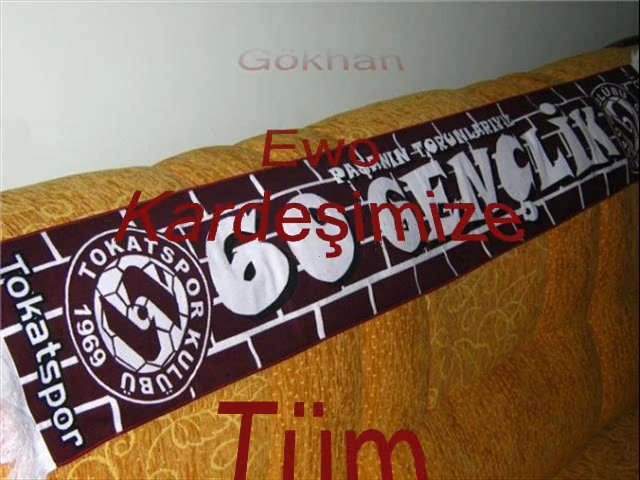 Gökhan
Ewo
Kardeşimize
Tüm
PAŞANIN TORUNLARIYIZ
60 GENÇLİK
TOKATSPOR KULÜBÜ
1969
Tokatspor